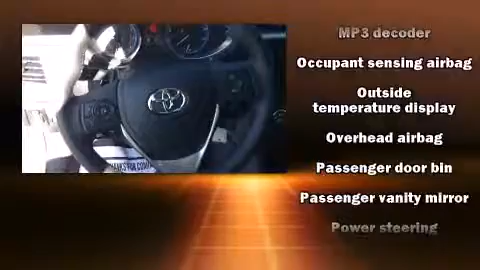 MP3 decoder
Occupant sensing airbag
Outside
temperature display
Overhead airbag
Passenger door bin
Passenger vanity mirror
Power steering